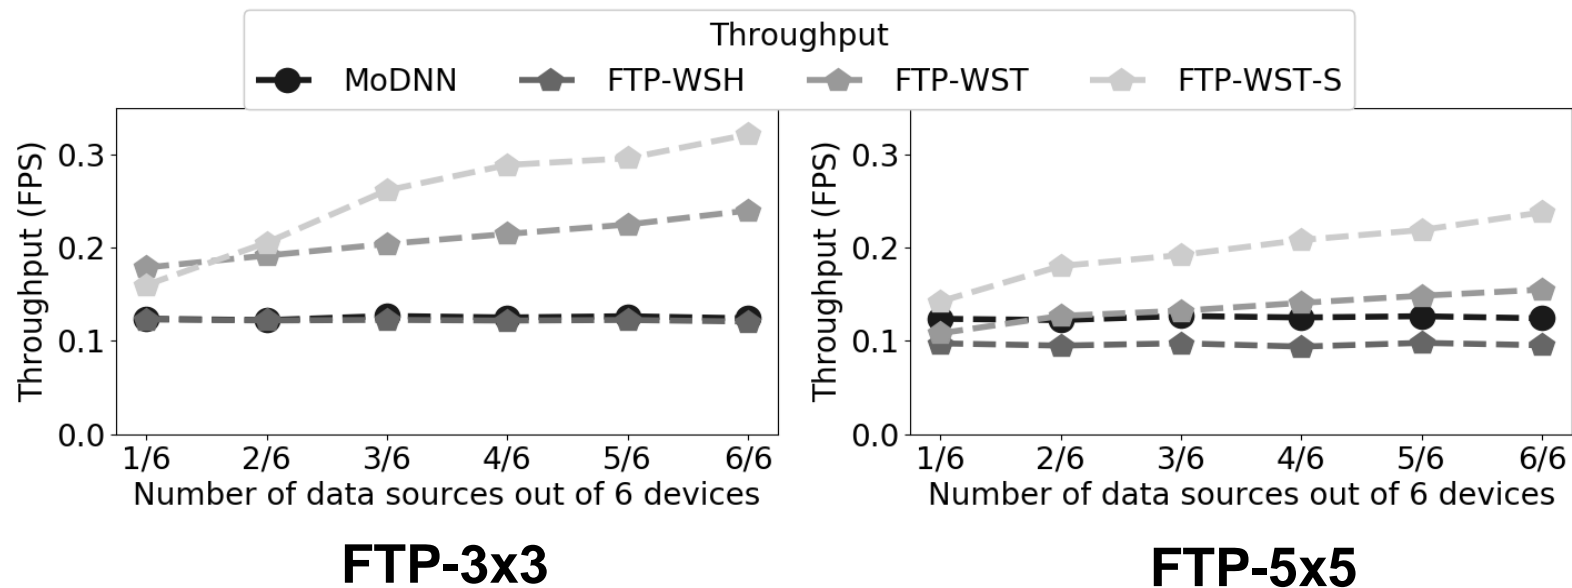 Throughput
MoDNN FTP-WSH FTP-WST FTP-WST-S
Throughput (FPS)
0.3
0.2
0.1
0.0
1/6 2/6 3/6 4/6 5/6 6/6
Number of data sources out of 6 devices
FTP-3x3
Throughput (FPS)
0.3
0.2
0.1
0.0
1/6 2/6 3/6 4/6 5/6 6/6
Number of data sources out of 6 devices
FTP-5x5